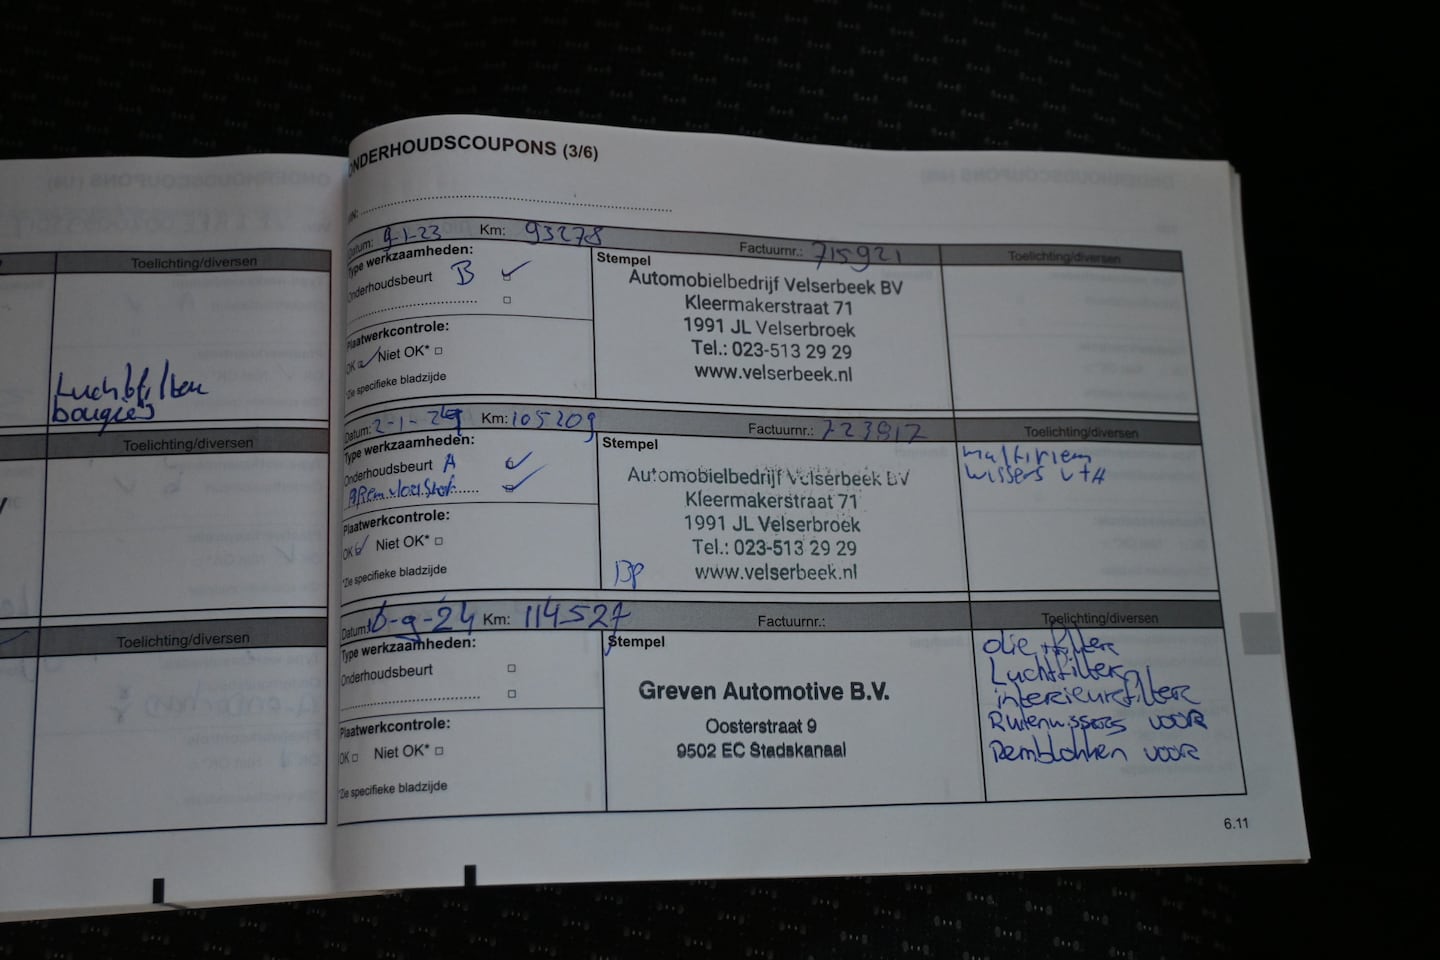 ONDERHOUDSCOUPONS (3/6)
VIN:
Datum: 9-1-23 Km: 93278 Factuurnr.: 715921 Toelichting/diversen
Type werkzaamheden:
Onderhoudsbeurt B
Plaatwerkcontrole:
OK Niet OK*
*Zie specifieke bladzijde
Stempel
Automobielbedrijf Velserbeek BV
Kleermakerstraat 71
1991 JL Velserbroek
Tel.: 023-513 29 29
www.velserbeek.nl
Toelichting/diversen
Luchtfilter
bougies
Datum: 2-1-24 Km: 105209 Factuurnr.: 723917 Toelichting/diversen
Type werkzaamheden:
Onderhoudsbeurt A
Remvloeistof
Plaatwerkcontrole:
OK Niet OK*
*Zie specifieke bladzijde
Stempel
Automobielbedrijf Velserbeek BV
Kleermakerstraat 71
1991 JL Velserbroek
Tel.: 023-513 29 29
www.velserbeek.nl
multiriem
wissers v+A
Toelichting/diversen
Datum: 6-9-24 Km: 114527 Factuurnr.: Toelichting/diversen
Type werkzaamheden:
Onderhoudsbeurt
Plaatwerkcontrole:
OK Niet OK*
*Zie specifieke bladzijde
Stempel
Greven Automotive B.V.
Oosterstraat 9
9502 EC Stadskanaal
olie filter
Luchtfilter
interieurfilter
Ruitenwissers voor
Remblokken voor
Toelichting/diversen
6.11